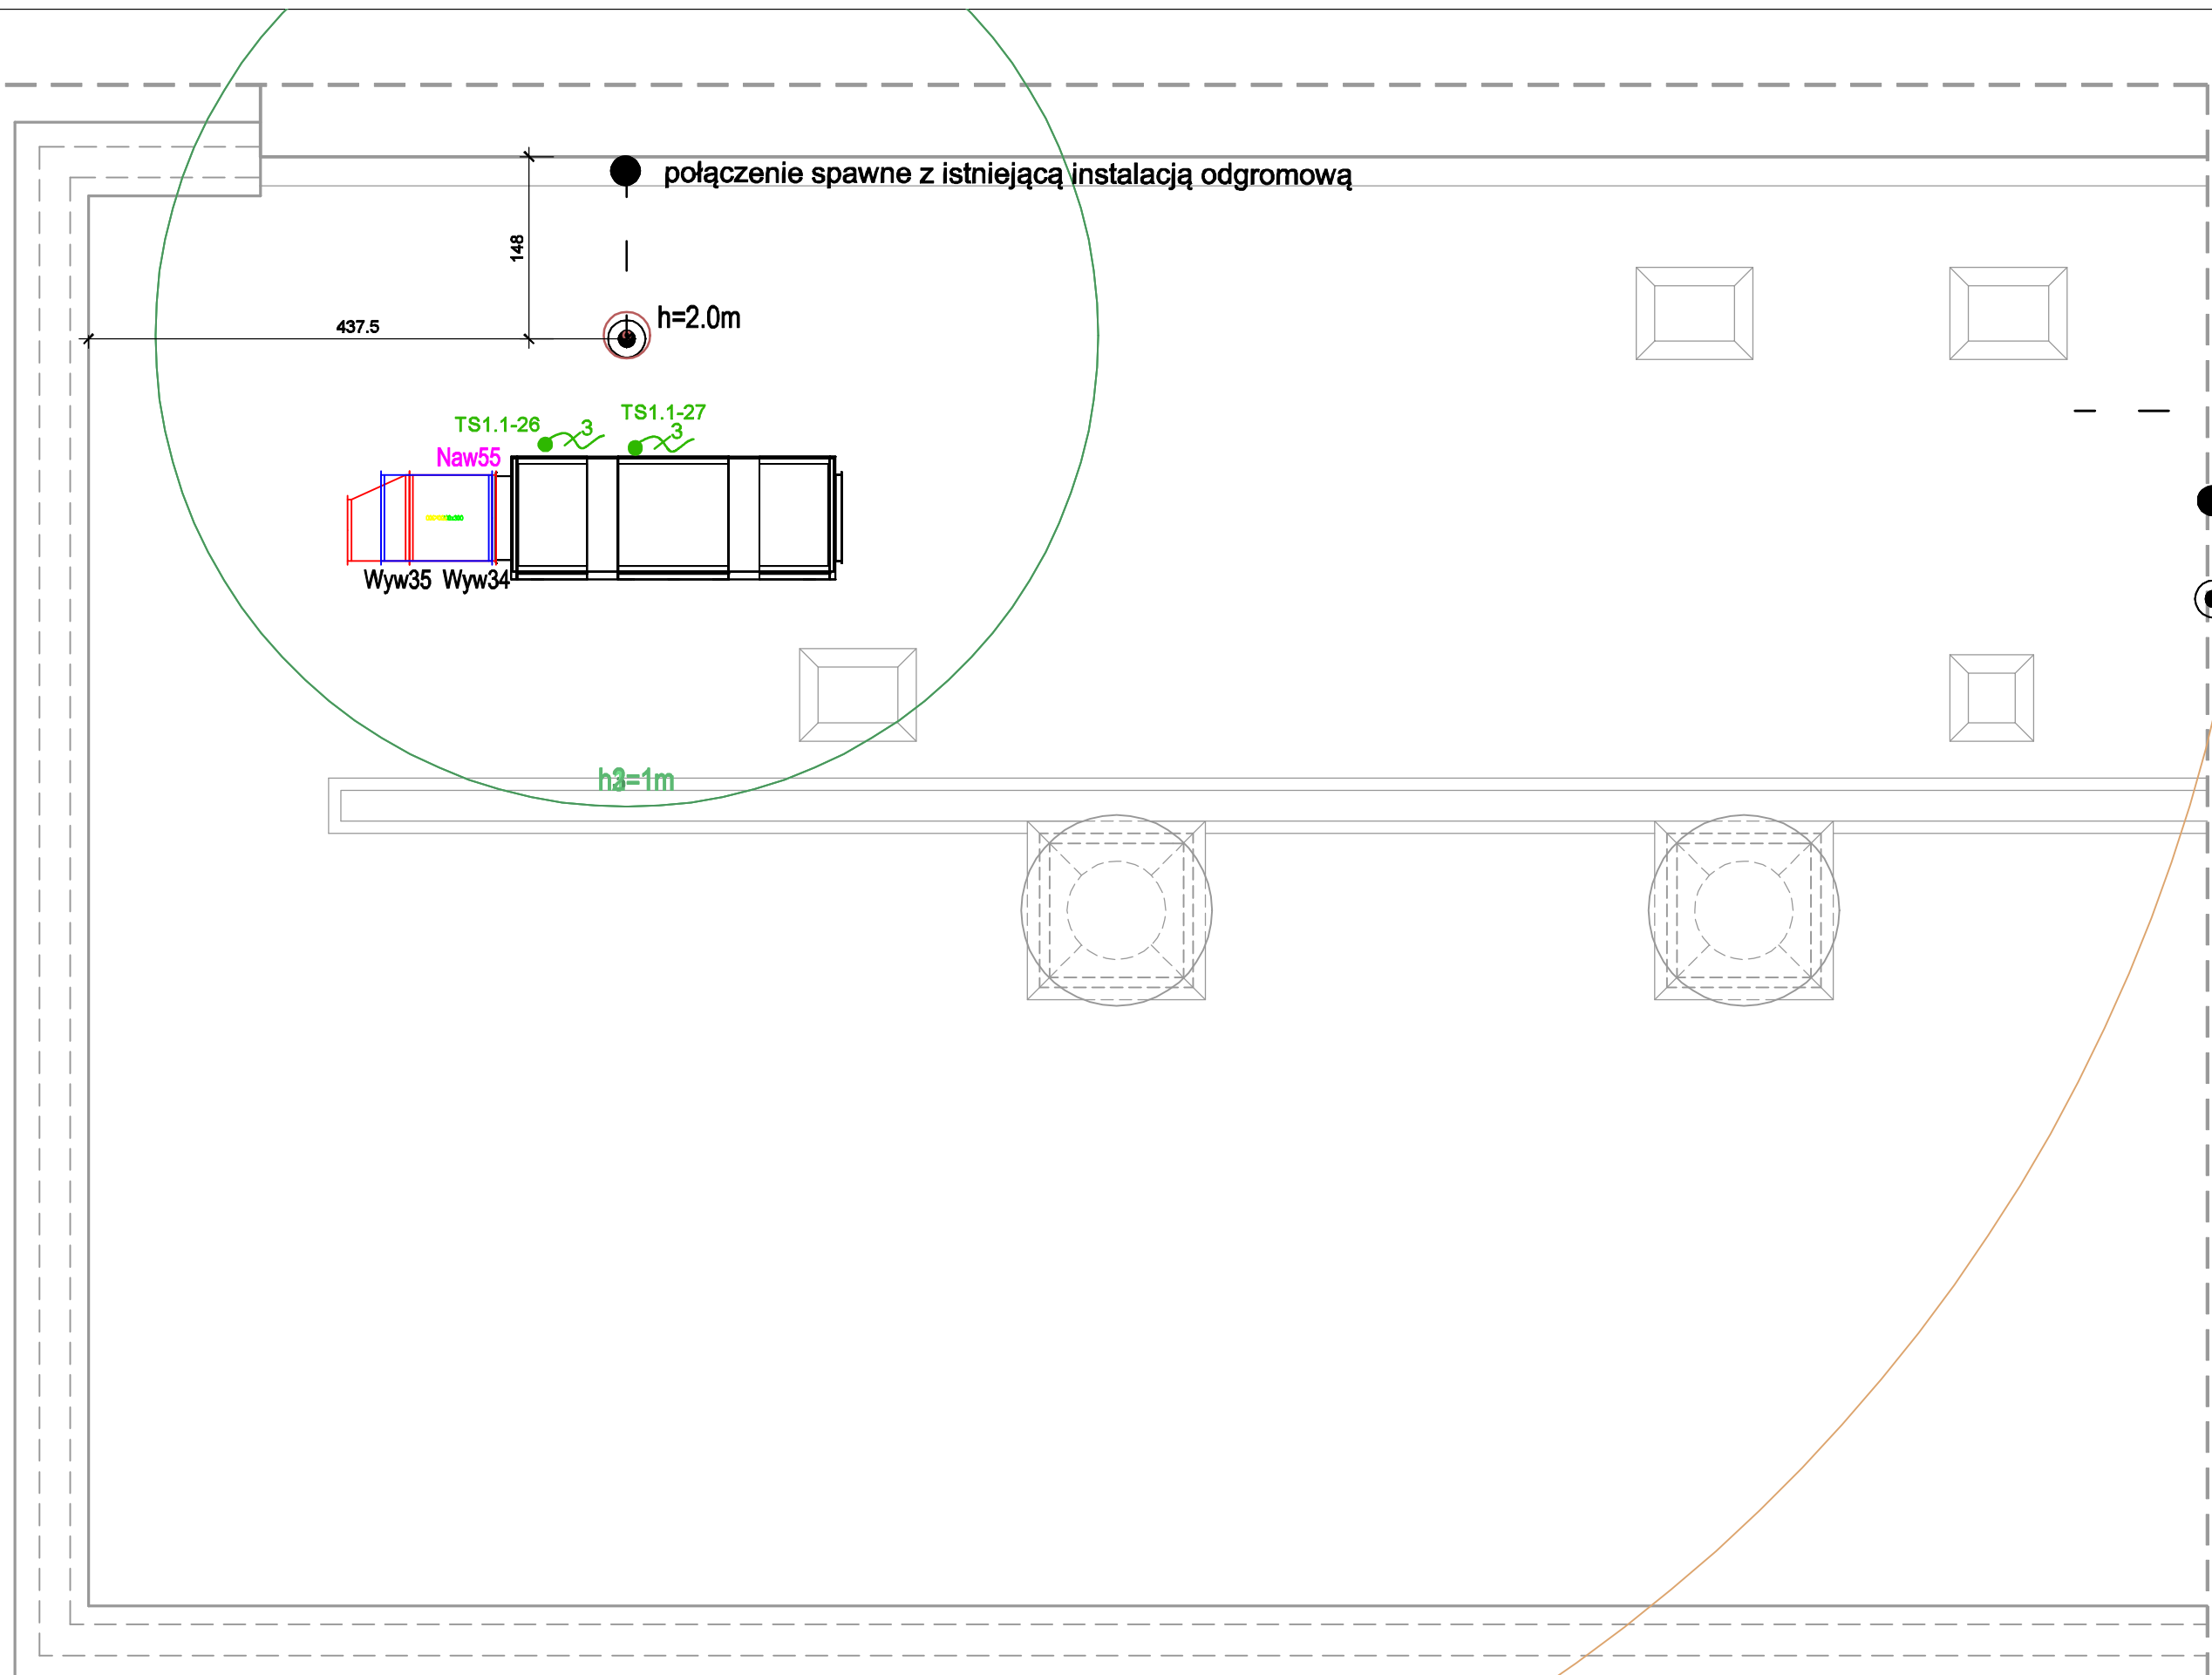 połączenie spawne z istniejącą instalacją odgromową
148
437.5
h=2.0m
TS1.1-26
3
TS1.1-27
3
Naw55
Wyw35
Wyw34
=1m